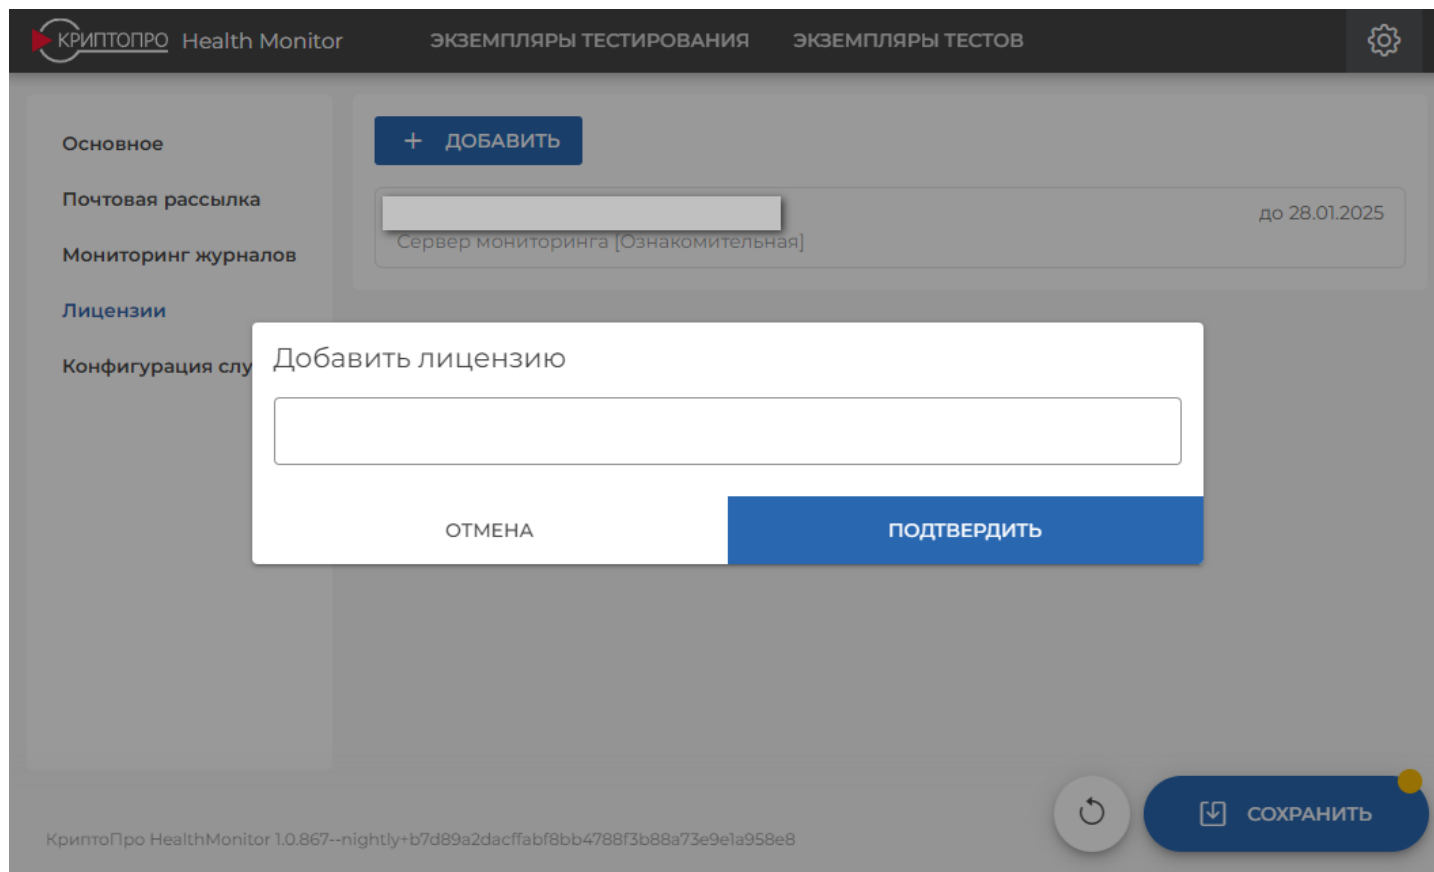 КРИПТОПРО Health Monitor ЭКЗЕМПЛЯРЫ ТЕСТИРОВАНИЯ ЭКЗЕМПЛЯРЫ ТЕСТОВ
Основное
Почтовая рассылка
Мониторинг журналов
Лицензии
Конфигурация слу
+ ДОБАВИТЬ
до 28.01.2025
Сервер мониторинга [Ознакомительная]
Добавить лицензию
ОТМЕНА ПОДТВЕРДИТЬ
СОХРАНИТЬ
КриптоПро HealthMonitor 1.0.867--nightly+b7d89a2dacffabf8bb4788f3b88a73e9e1a958e8